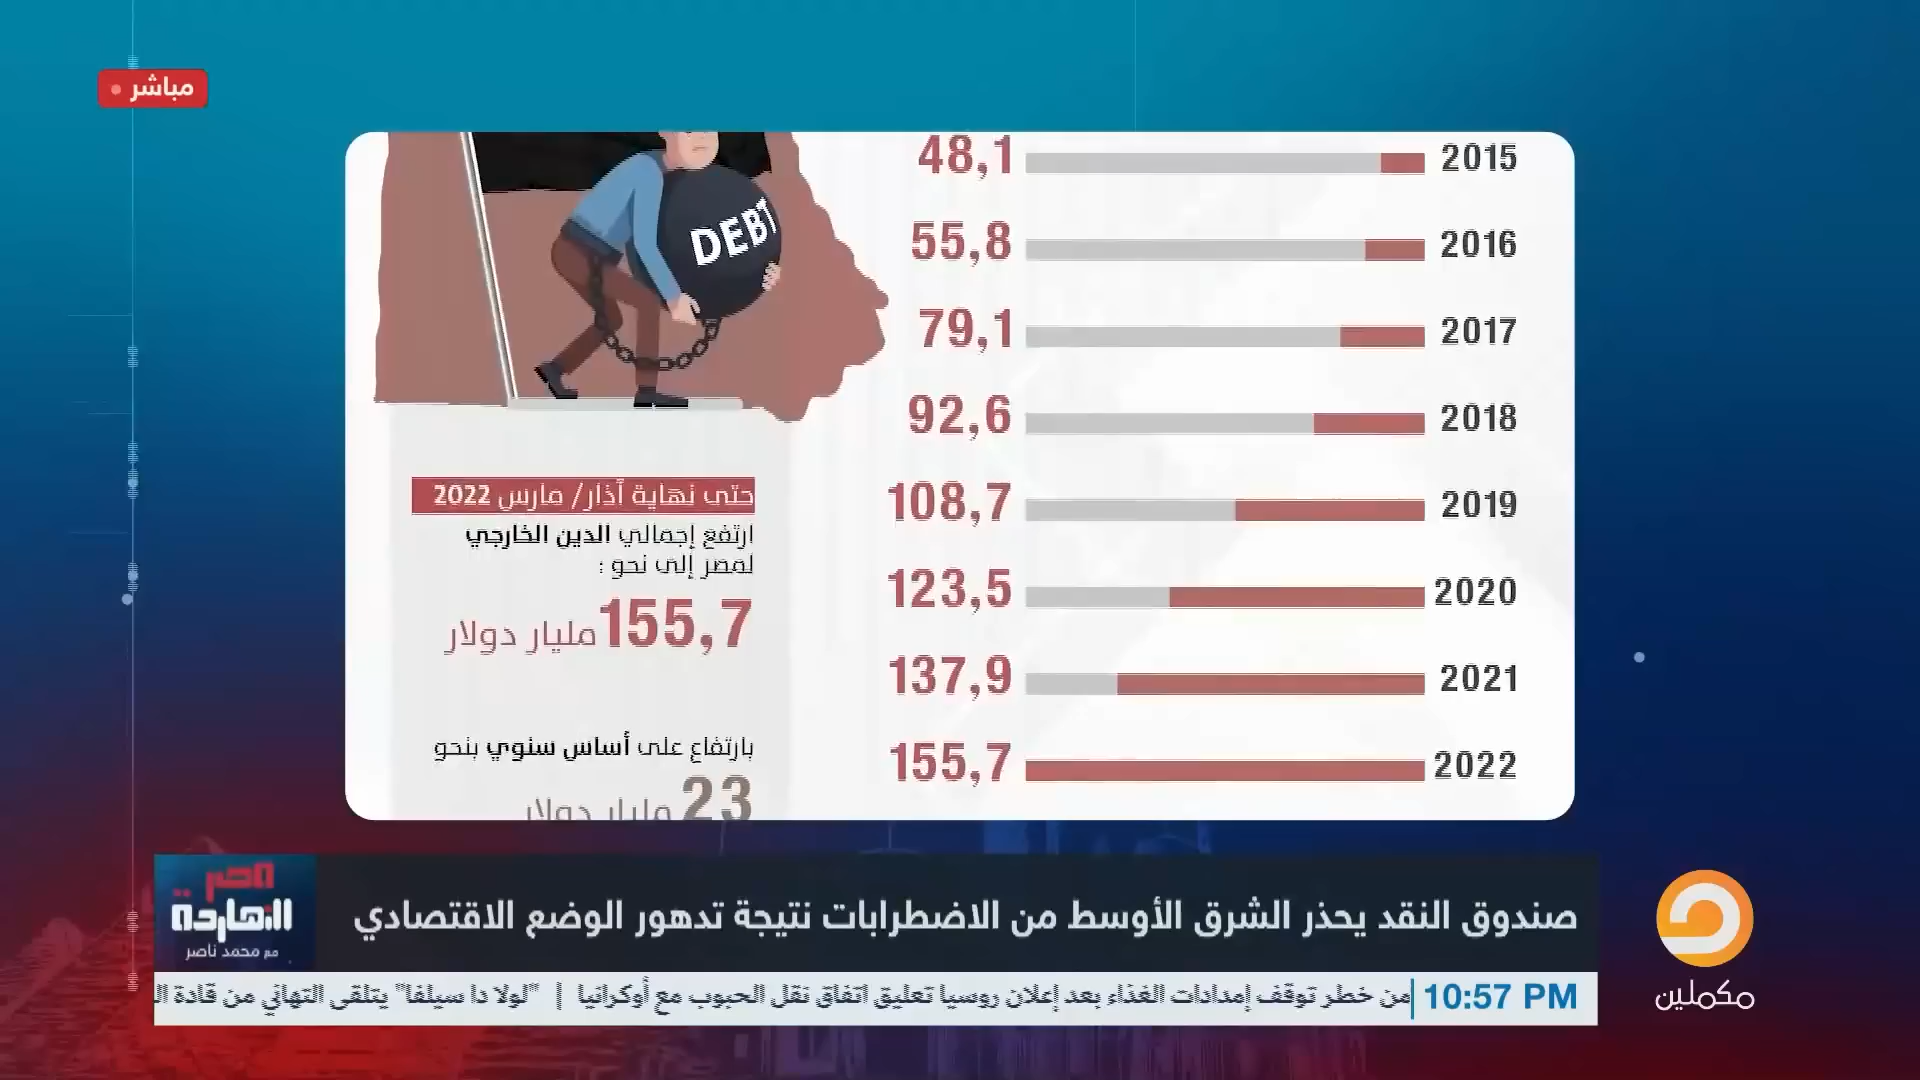 مباشر
48,1 2015
55,8 2016
79,1 2017
92,6 2018
108,7 2019
123,5 2020
137,9 2021
155,7 2022
DEBT
حتى نهاية آذار/ مارس 2022
ارتفع إجمالي الدين الخارجي
لمصر إلى نحو :
155,7 مليار دولار
بارتفاع على أساس سنوي بنحو
23 مليار دولار
مصر
النهاردة
مع محمد ناصر
صندوق النقد يحذر الشرق الأوسط من الاضطرابات نتيجة تدهور الوضع الاقتصادي
10:57 PM
من خطر توقف إمدادات الغذاء بعد إعلان روسيا تعليق اتفاق نقل الحبوب مع أوكرانيا | "لولا دا سيلفا" يتلقى التهاني من قادة
مكملين